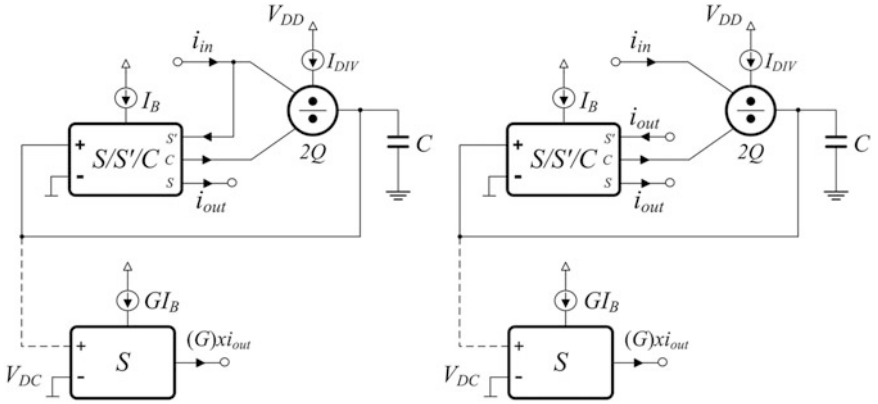 V_DD
i_in
I_DIV
I_B
S'
+
S/S'/C
C
2Q
C
-
S
i_out
GI_B
+
S
(G)xi_out
V_DC
-
V_DD
i_in
I_DIV
I_B
i_out
S'
+
S/S'/C
C
2Q
C
-
S
i_out
GI_B
+
S
(G)xi_out
V_DC
-